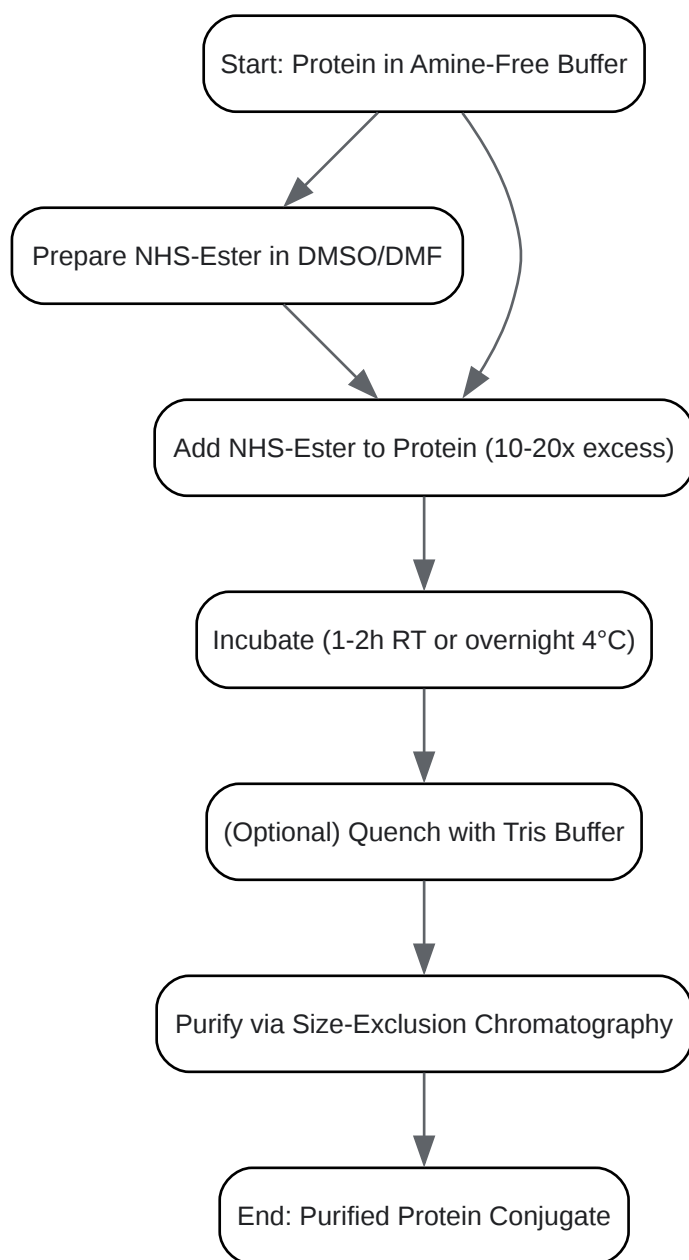 Start: Protein in Amine-Free Buffer
Prepare NHS-Ester in DMSO/DMF
Add NHS-Ester to Protein (10-20x excess)
Incubate (1-2h RT or overnight 4°C)
(Optional) Quench with Tris Buffer
Purify via Size-Exclusion Chromatography
End: Purified Protein Conjugate